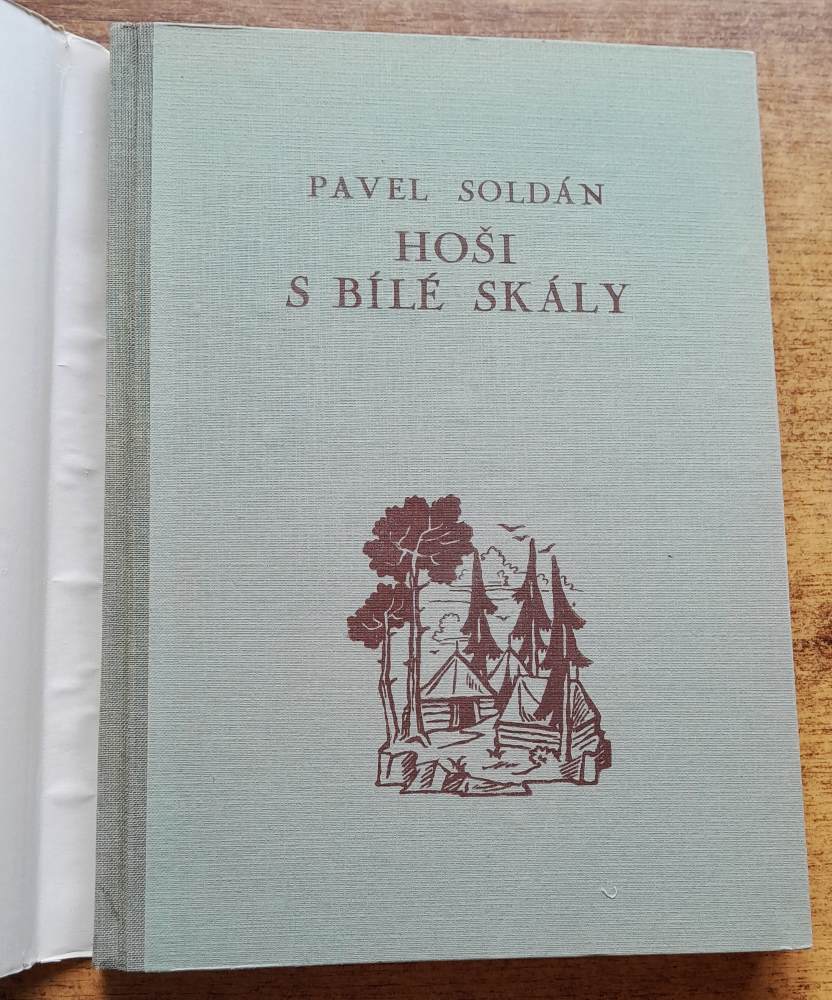 PAVEL SOLDÁN
HOŠI
S BÍLÉ SKÁLY